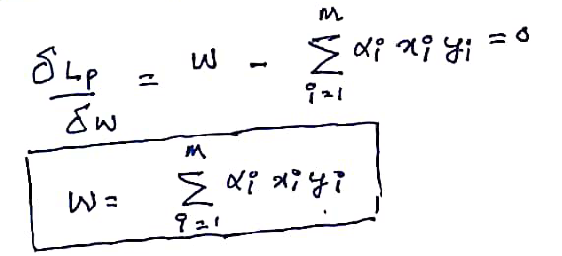 δLp/δw = w - Σ_{i=1}^{m} αi xi yi = 0
w = Σ_{i=1}^{m} αi xi yi